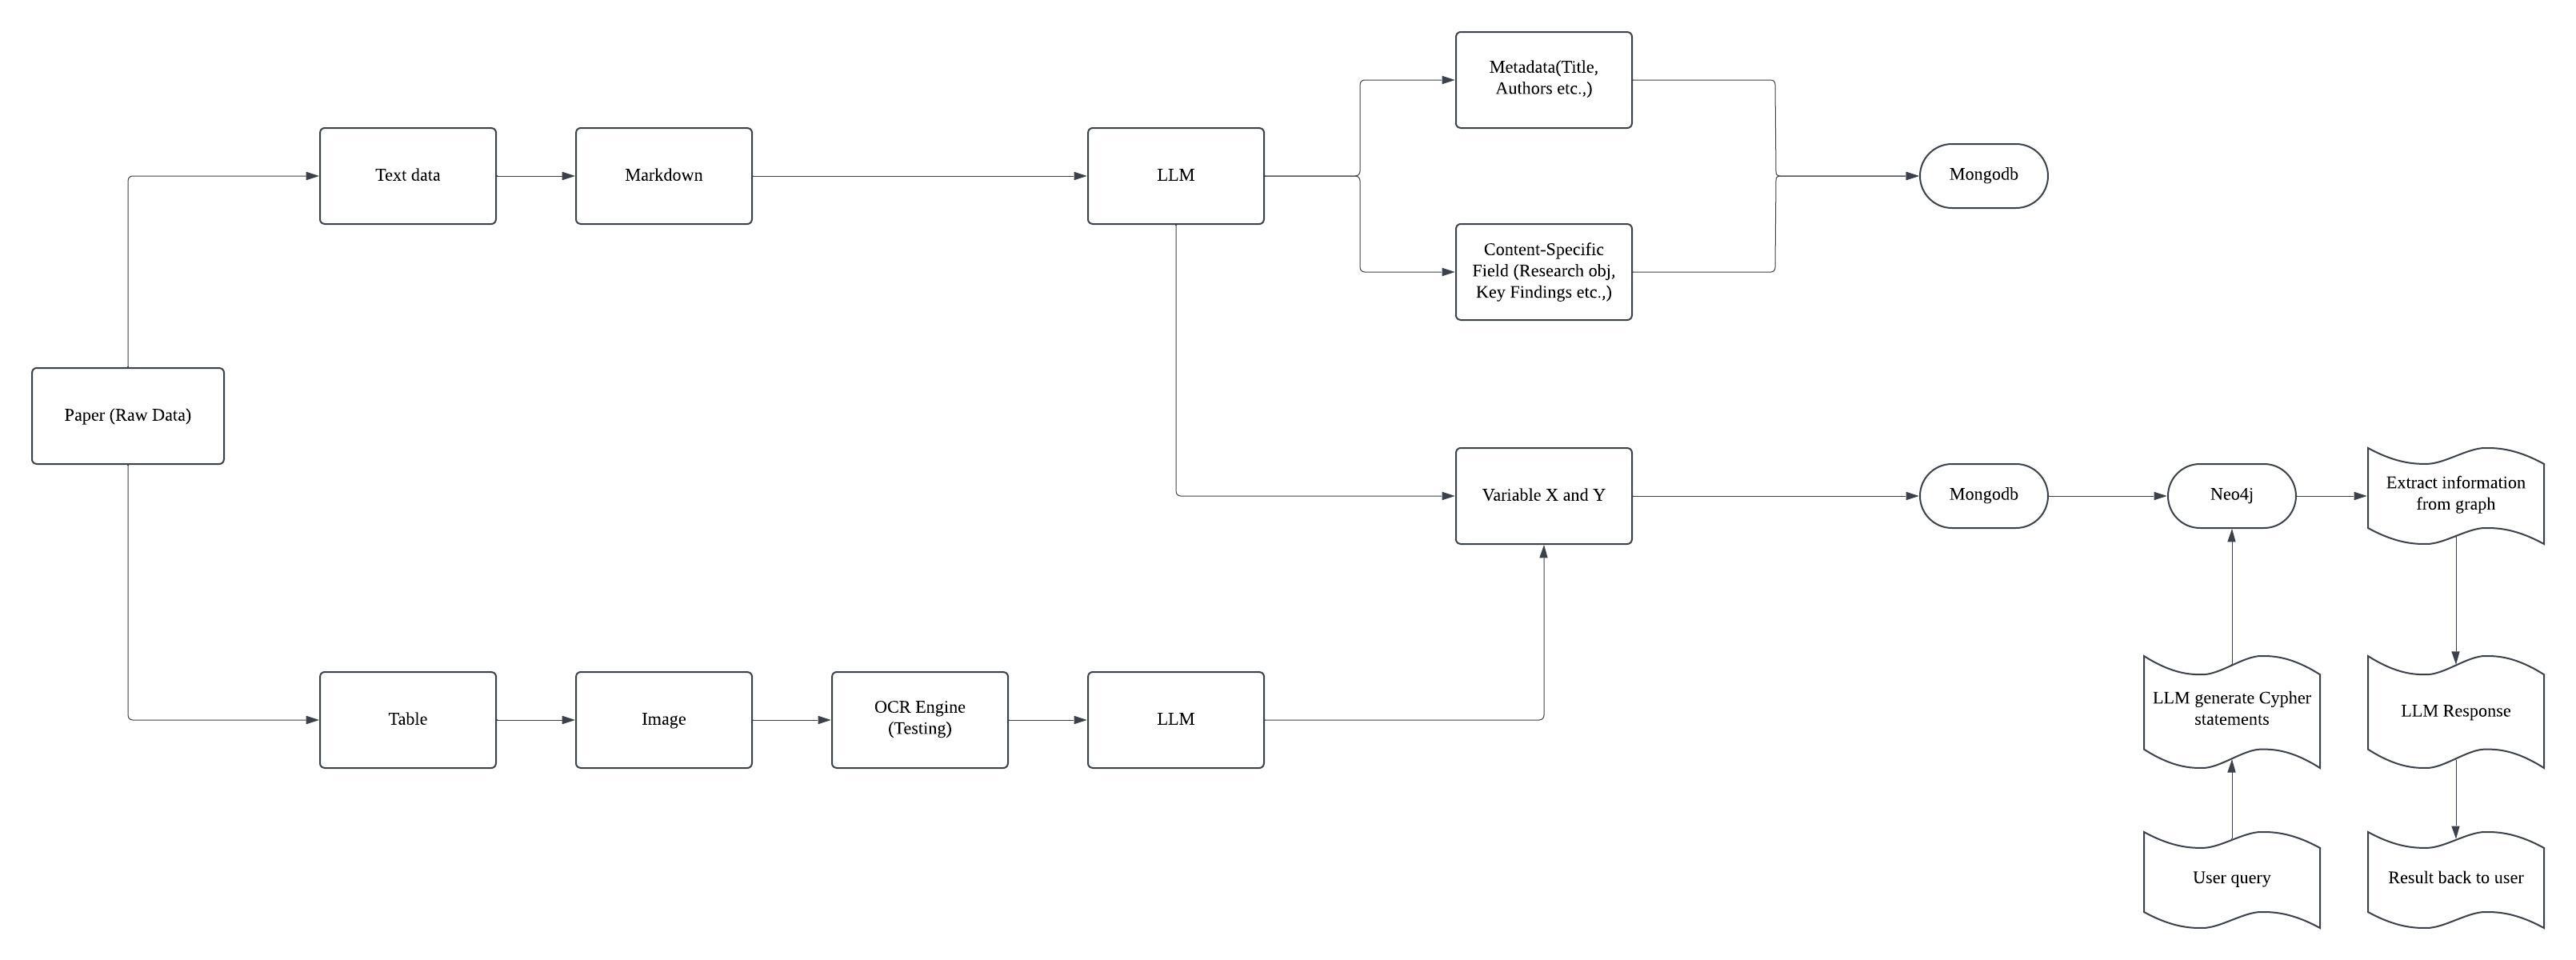 Metadata(Title,
Authors etc.,)
Text data
Markdown
LLM
Mongodb
Content-Specific
Field (Research obj,
Key Findings etc.,)
Paper (Raw Data)
Variable X and Y
Mongodb
Neo4j
Extract information
from graph
Table
Image
OCR Engine
(Testing)
LLM
LLM generate Cypher
statements
LLM Response
User query
Result back to user